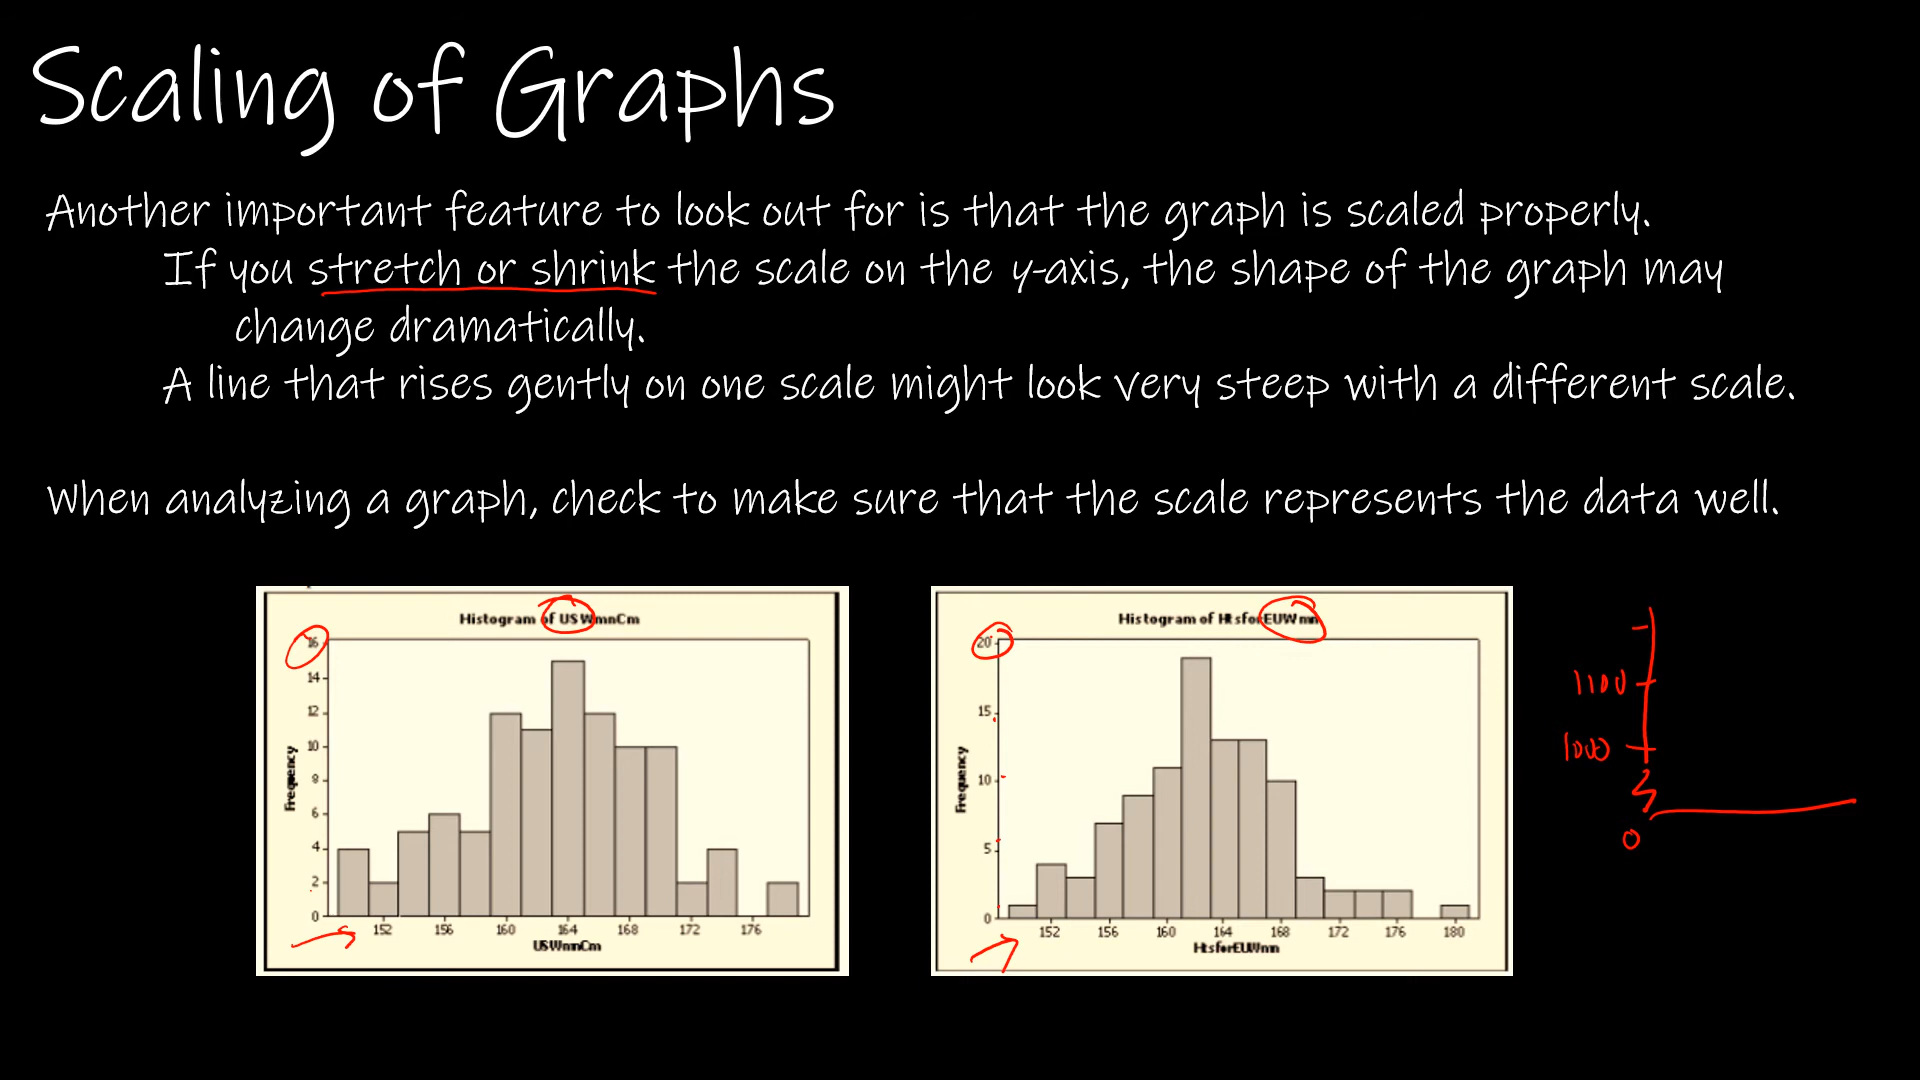 Scaling of Graphs
Another important feature to look out for is that the graph is scaled properly.
If you stretch or shrink the scale on the y-axis, the shape of the graph may
change dramatically.
A line that rises gently on one scale might look very steep with a different scale.
When analyzing a graph, check to make sure that the scale represents the data well.
Histogram of USWmnCm
16
14
12
10
8
6
4
2
0
Frequency
152 156 160 164 168 172 176
USWmnCm
Histogram of HtsforEUWmn
20
15
10
5
0
Frequency
152 156 160 164 168 172 176 180
HtsforEUWmn
1100
1000
0